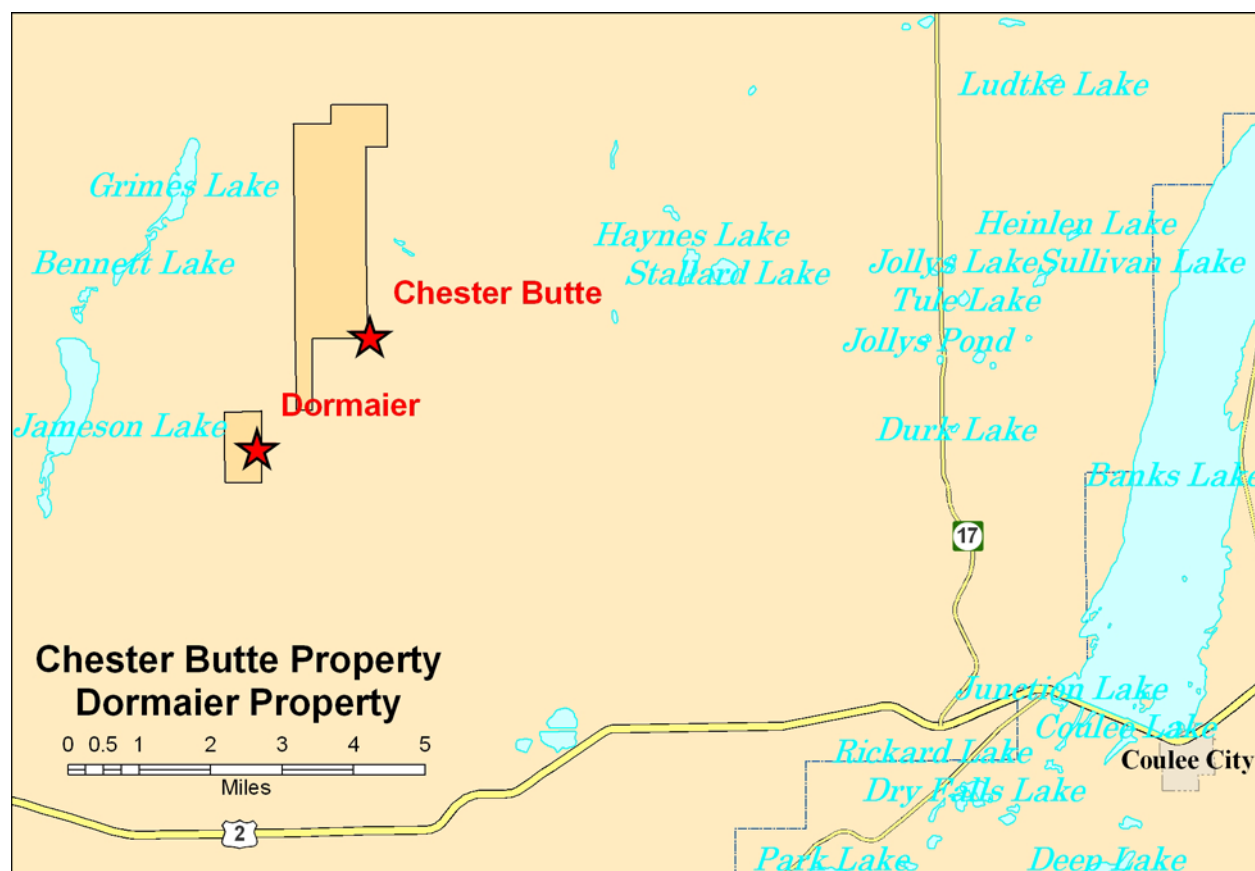 Ludtke Lake
Grimes Lake
Haynes Lake
Heinlen Lake
Bennett Lake
Stallard Lake
Jollys Lake
Sullivan Lake
Chester Butte
Tule Lake
Jollys Pond
Dormaier
Jameson Lake
Durk Lake
Banks Lake
17
Chester Butte Property
Dormaier Property
0 0.5 1 2 3 4 5
Miles
Junction Lake
Coulee Lake
Rickard Lake
Coulee City
Dry Falls Lake
2
Park Lake
Deep Lake